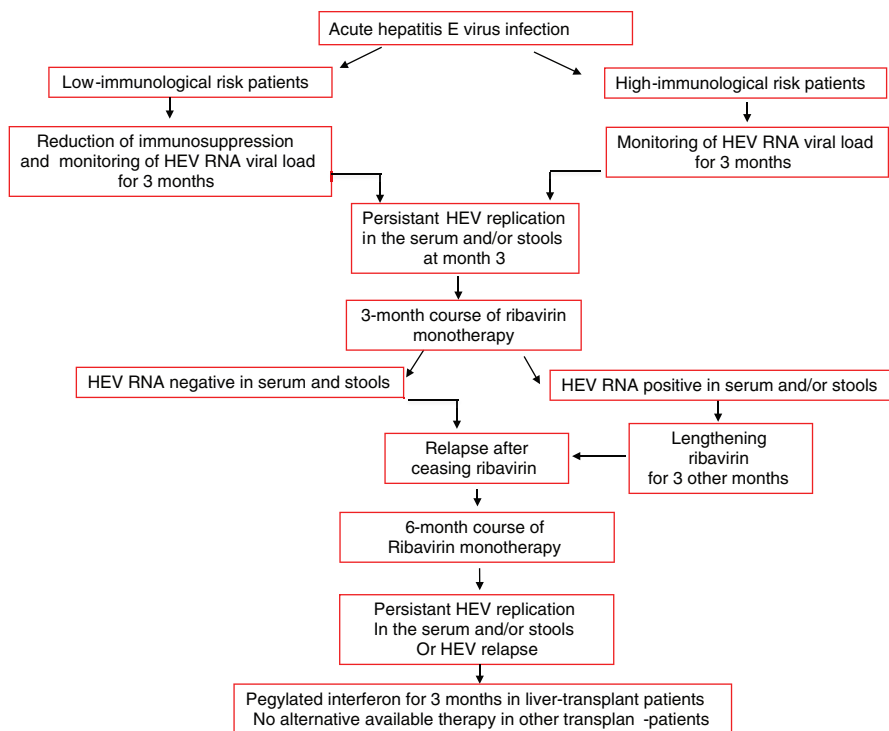 Acute hepatitis E virus infection
Low-immunological risk patients
High-immunological risk patients
Reduction of immunosuppression
and monitoring of HEV RNA viral load
for 3 months
Monitoring of HEV RNA viral load
for 3 months
Persistant HEV replication
in the serum and/or stools
at month 3
3-month course of ribavirin
monotherapy
HEV RNA negative in serum and stools
HEV RNA positive in serum and/or stools
Relapse after
ceasing ribavirin
Lengthening
ribavirin
for 3 other months
6-month course of
Ribavirin monotherapy
Persistant HEV replication
In the serum and/or stools
Or HEV relapse
Pegylated interferon for 3 months in liver-transplant patients
No alternative available therapy in other transplan -patients